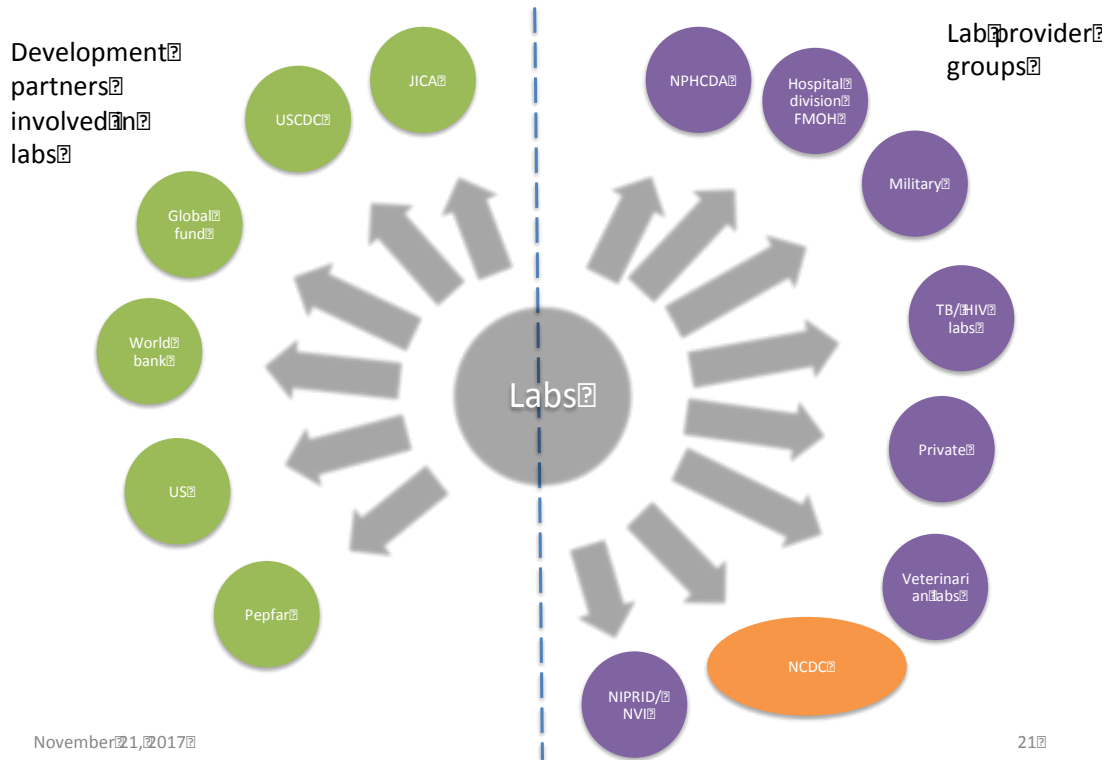 Development
partners
involved in
labs
Lab provider
groups
JICA
USCDC
Global
fund
World
bank
US
Pepfar
Labs
NPHCDA
Hospital
division
FMOH
Military
TB/ HIV
labs
Private
Veterinari
an labs
NCDC
NIPRID/
NVI
November 21, 2017
21